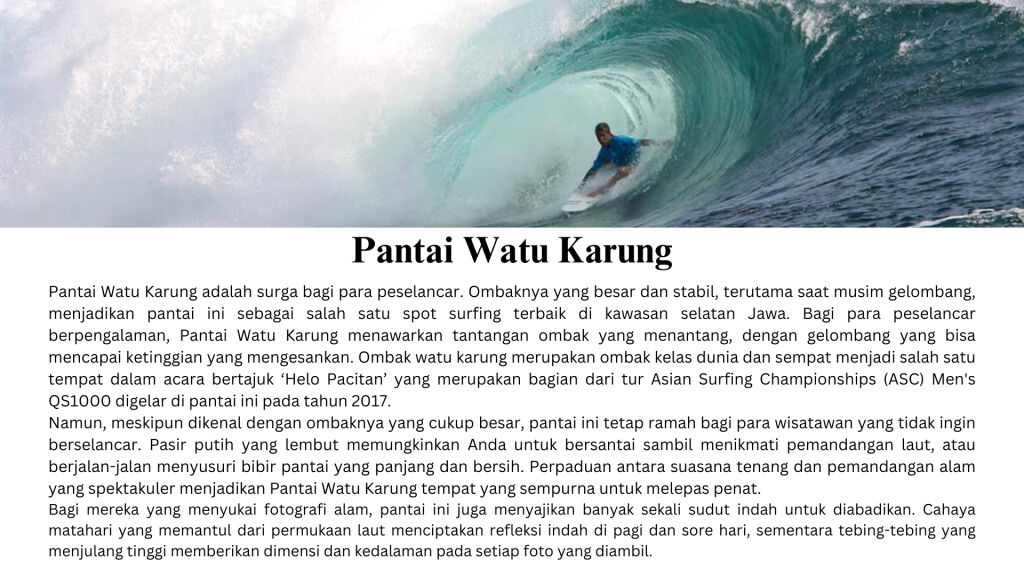 Pantai Watu Karung
Pantai Watu Karung adalah surga bagi para peselancar. Ombaknya yang besar dan stabil, terutama saat musim gelombang,
menjadikan pantai ini sebagai salah satu spot surfing terbaik di kawasan selatan Jawa. Bagi para peselancar
berpengalaman, Pantai Watu Karung menawarkan tantangan ombak yang menantang, dengan gelombang yang bisa
mencapai ketinggian yang mengesankan. Ombak watu karung merupakan ombak kelas dunia dan sempat menjadi salah satu
tempat dalam acara bertajuk ‘Helo Pacitan’ yang merupakan bagian dari tur Asian Surfing Championships (ASC) Men's
QS1000 digelar di pantai ini pada tahun 2017.
Namun, meskipun dikenal dengan ombaknya yang cukup besar, pantai ini tetap ramah bagi para wisatawan yang tidak ingin
berselancar. Pasir putih yang lembut memungkinkan Anda untuk bersantai sambil menikmati pemandangan laut, atau
berjalan-jalan menyusuri bibir pantai yang panjang dan bersih. Perpaduan antara suasana tenang dan pemandangan alam
yang spektakuler menjadikan Pantai Watu Karung tempat yang sempurna untuk melepas penat.
Bagi mereka yang menyukai fotografi alam, pantai ini juga menyajikan banyak sekali sudut indah untuk diabadikan. Cahaya
matahari yang memantul dari permukaan laut menciptakan refleksi indah di pagi dan sore hari, sementara tebing-tebing yang
menjulang tinggi memberikan dimensi dan kedalaman pada setiap foto yang diambil.